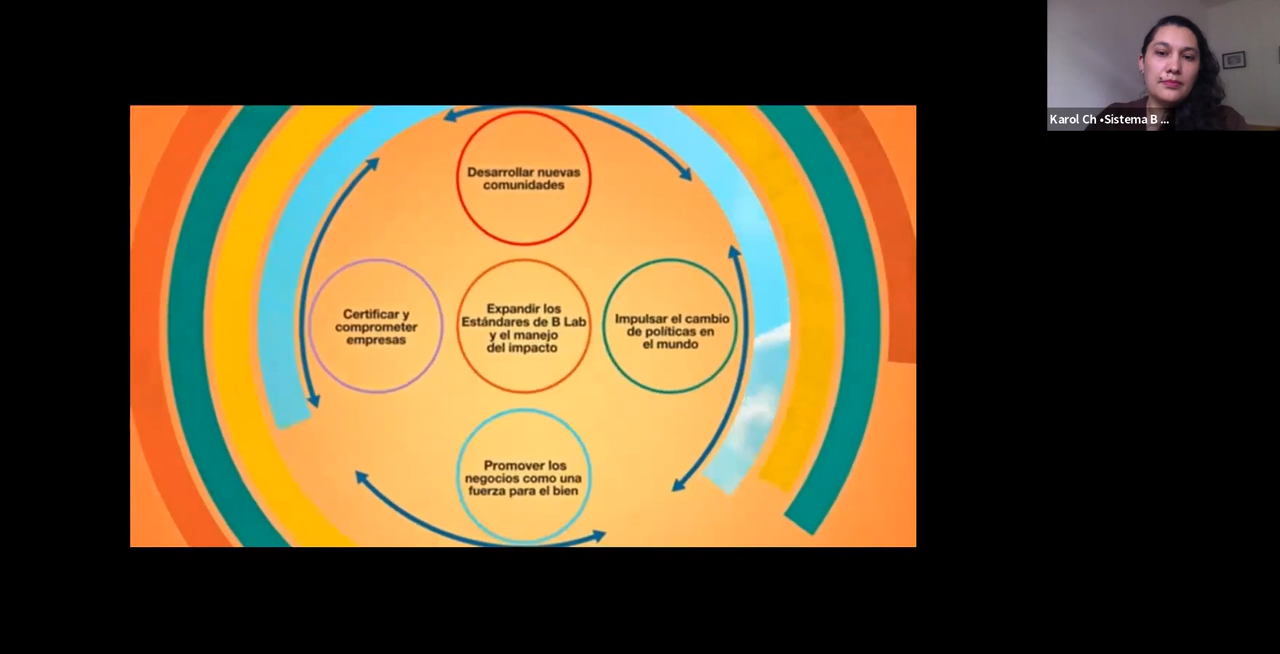 Karol Ch •Sistema B ...
Desarrollar nuevas
comunidades
Certificar y
comprometer
empresas
Expandir los
Estándares de B Lab
y el manejo
del impacto
Impulsar el cambio
de políticas en
el mundo
Promover los
negocios como una
fuerza para el bien